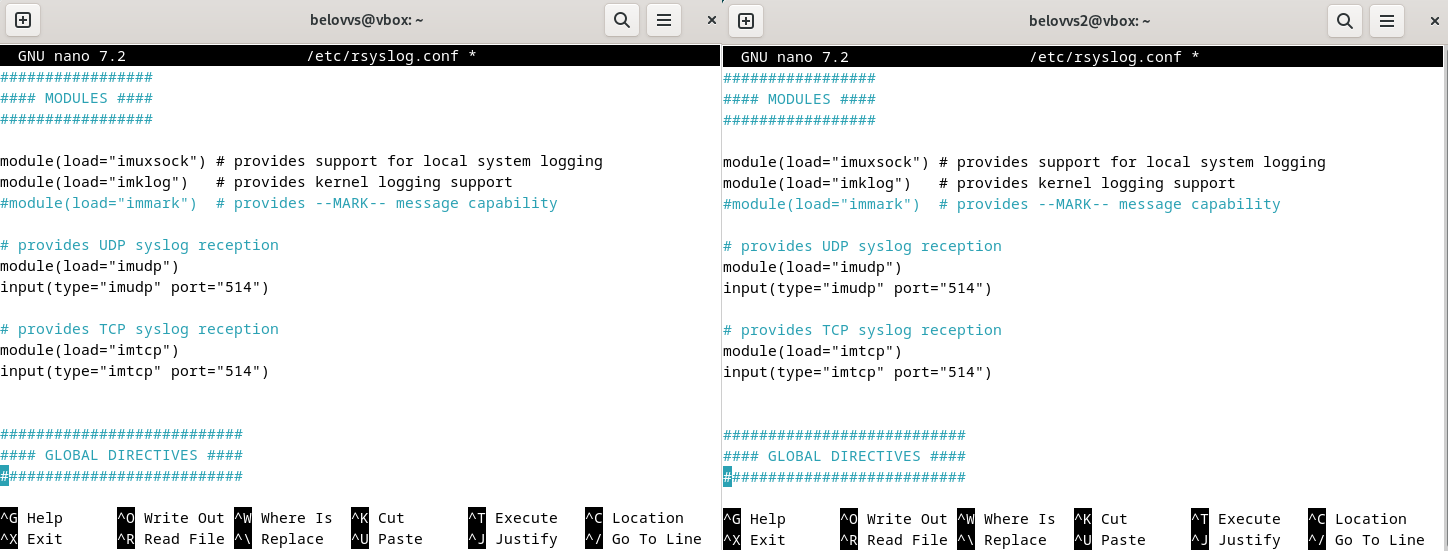 belovvs@vbox: ~
GNU nano 7.2 /etc/rsyslog.conf *
#################
#### MODULES ####
#################
module(load="imuxsock") # provides support for local system logging
module(load="imklog")   # provides kernel logging support
#module(load="immark")  # provides --MARK-- message capability
# provides UDP syslog reception
module(load="imudp")
input(type="imudp" port="514")
# provides TCP syslog reception
module(load="imtcp")
input(type="imtcp" port="514")
###########################
#### GLOBAL DIRECTIVES ####
###########################
^G Help ^O Write Out ^W Where Is ^K Cut ^T Execute ^C Location
^X Exit ^R Read File ^\ Replace ^U Paste ^J Justify ^/ Go To Line
belovvs2@vbox: ~
GNU nano 7.2 /etc/rsyslog.conf *
#################
#### MODULES ####
#################
module(load="imuxsock") # provides support for local system logging
module(load="imklog")   # provides kernel logging support
#module(load="immark")  # provides --MARK-- message capability
# provides UDP syslog reception
module(load="imudp")
input(type="imudp" port="514")
# provides TCP syslog reception
module(load="imtcp")
input(type="imtcp" port="514")
###########################
#### GLOBAL DIRECTIVES ####
###########################
^G Help ^O Write Out ^W Where Is ^K Cut ^T Execute ^C Location
^X Exit ^R Read File ^\ Replace ^U Paste ^J Justify ^/ Go To Line